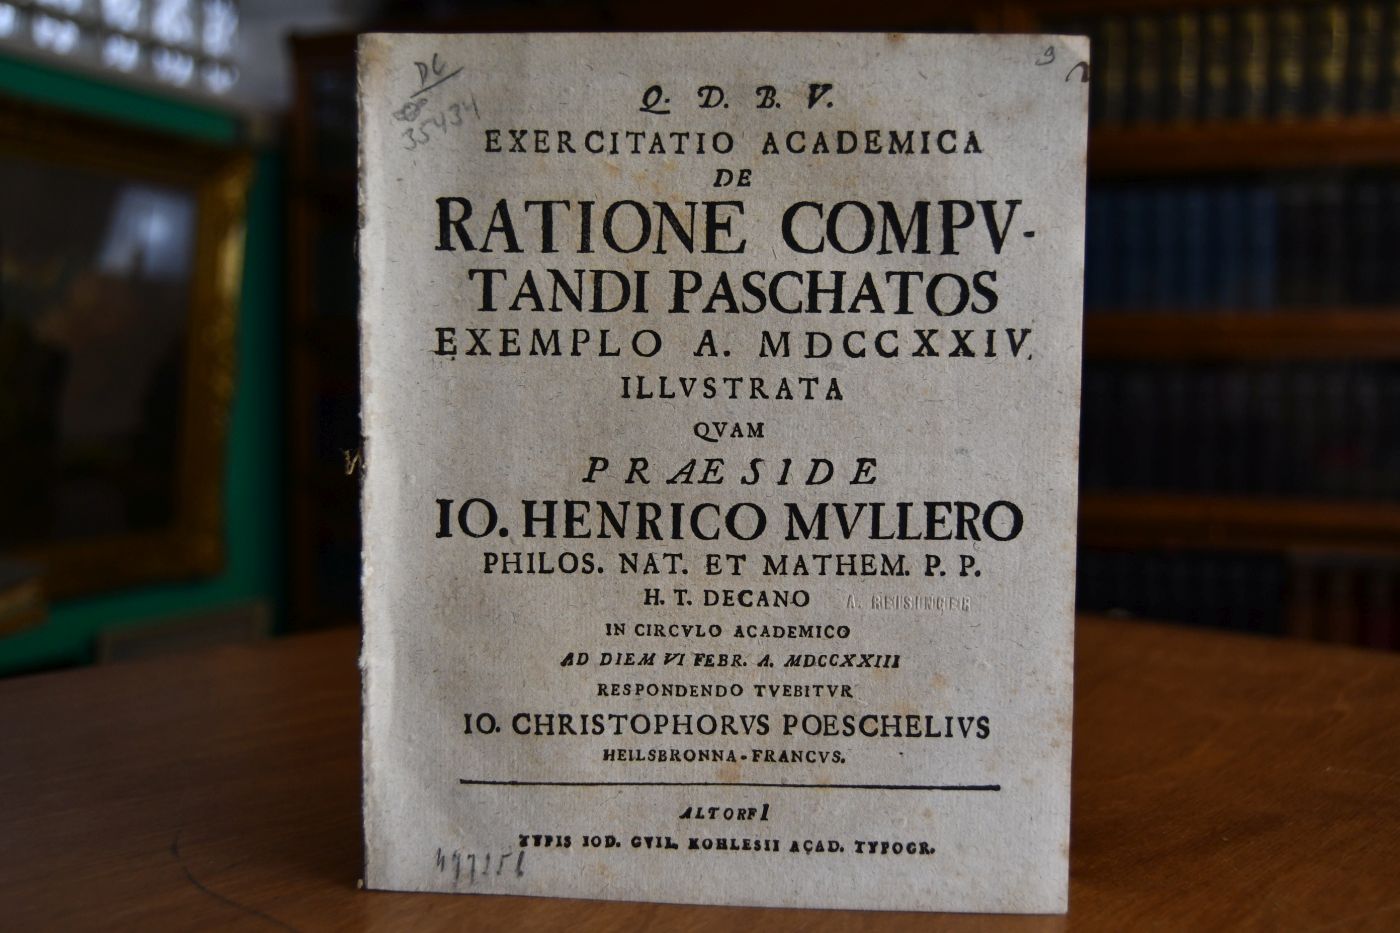 35434
9
Q. D. B. V.
EXERCITATIO ACADEMICA
DE
RATIONE COMPV-
TANDI PASCHATOS
EXEMPLO A. MDCCXXIV.
ILLVSTRATA
QVAM
PRAESIDE
IO. HENRICO MVLLERO
PHILOS. NAT. ET MATHEM. P. P.
H. T. DECANO
A. REISINGER
IN CIRCVLO ACADEMICO
AD DIEM VI FEBR. A. MDCCXXIII
RESPONDENDO TVEBITVR
IO. CHRISTOPHORVS POESCHELIVS
HEILSBRONNA-FRANCVS.
ALTORFI
TYPIS IOD. GVIL. KOHLESII ACAD. TYPOGR.